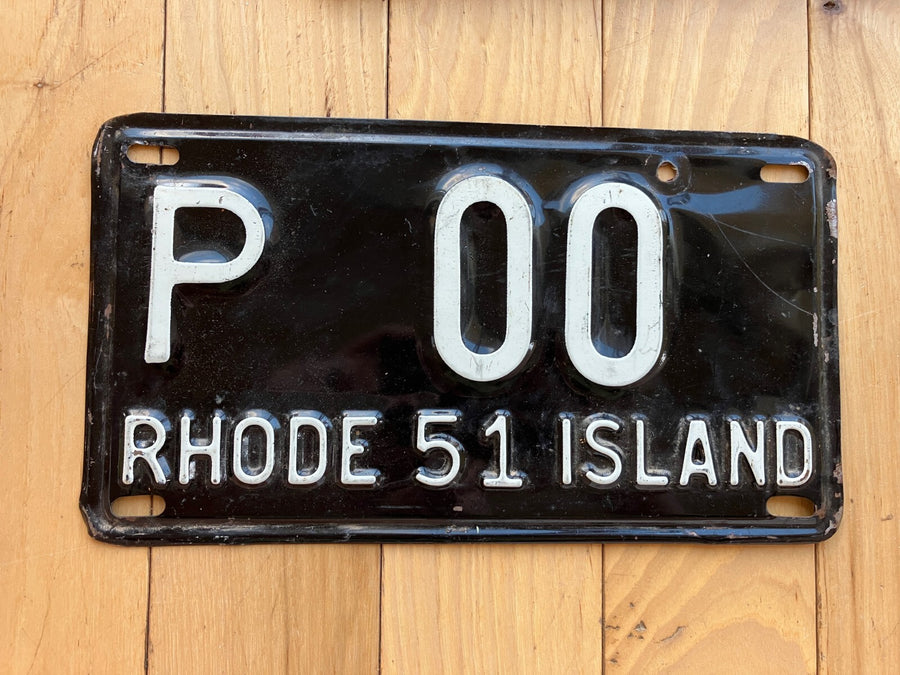 P 00
RHODE 51 ISLAND